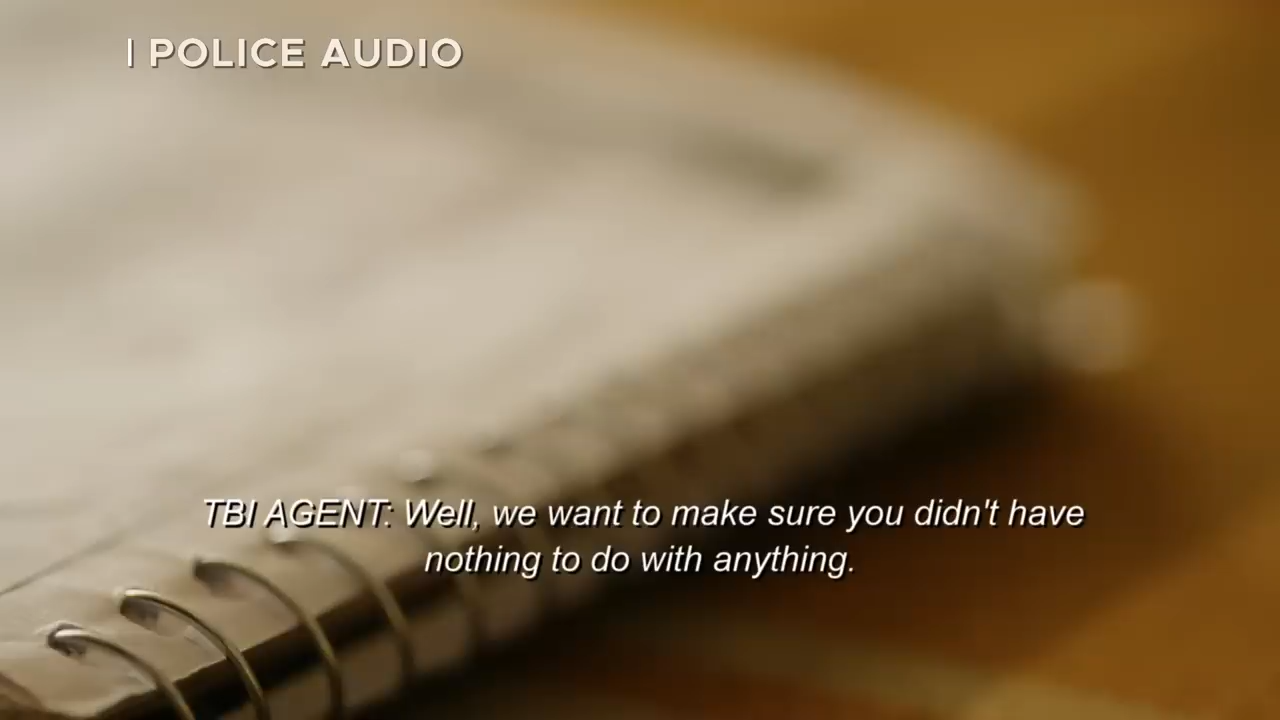 | POLICE AUDIO
TBI AGENT: Well, we want to make sure you didn't have
nothing to do with anything.